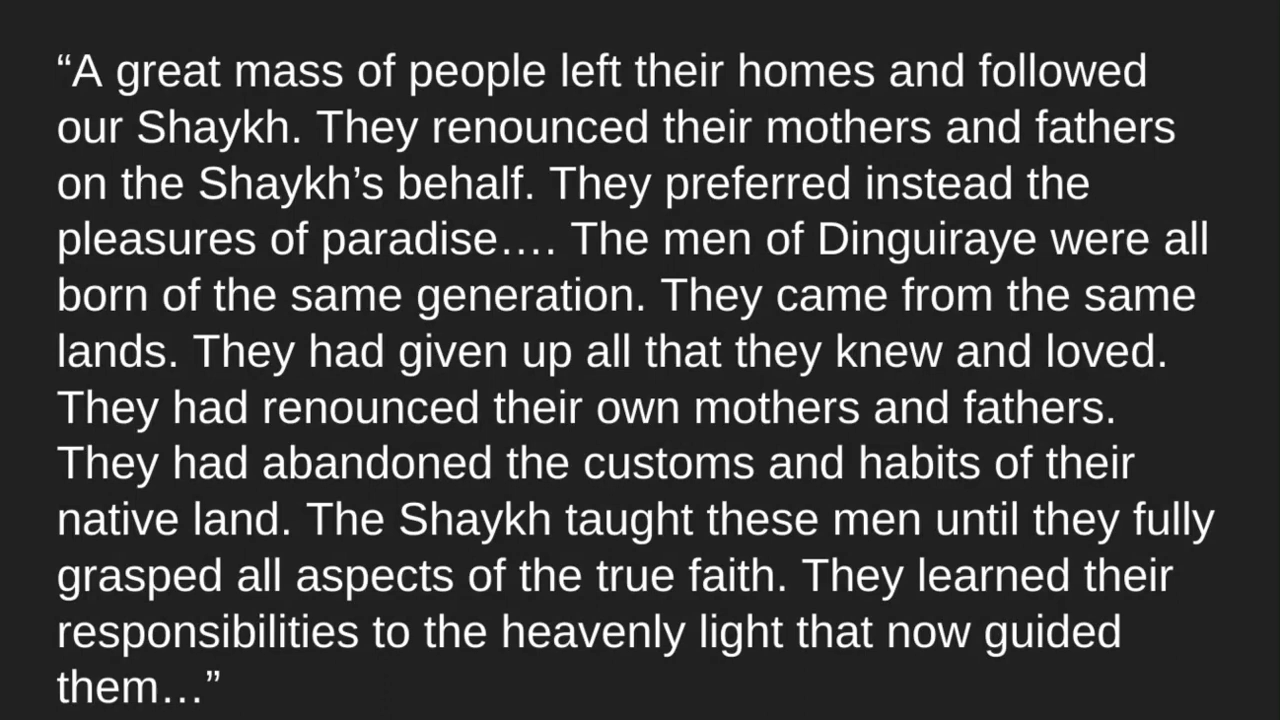 “A great mass of people left their homes and followed
our Shaykh. They renounced their mothers and fathers
on the Shaykh’s behalf. They preferred instead the
pleasures of paradise…. The men of Dinguiraye were all
born of the same generation. They came from the same
lands. They had given up all that they knew and loved.
They had renounced their own mothers and fathers.
They had abandoned the customs and habits of their
native land. The Shaykh taught these men until they fully
grasped all aspects of the true faith. They learned their
responsibilities to the heavenly light that now guided
them…”